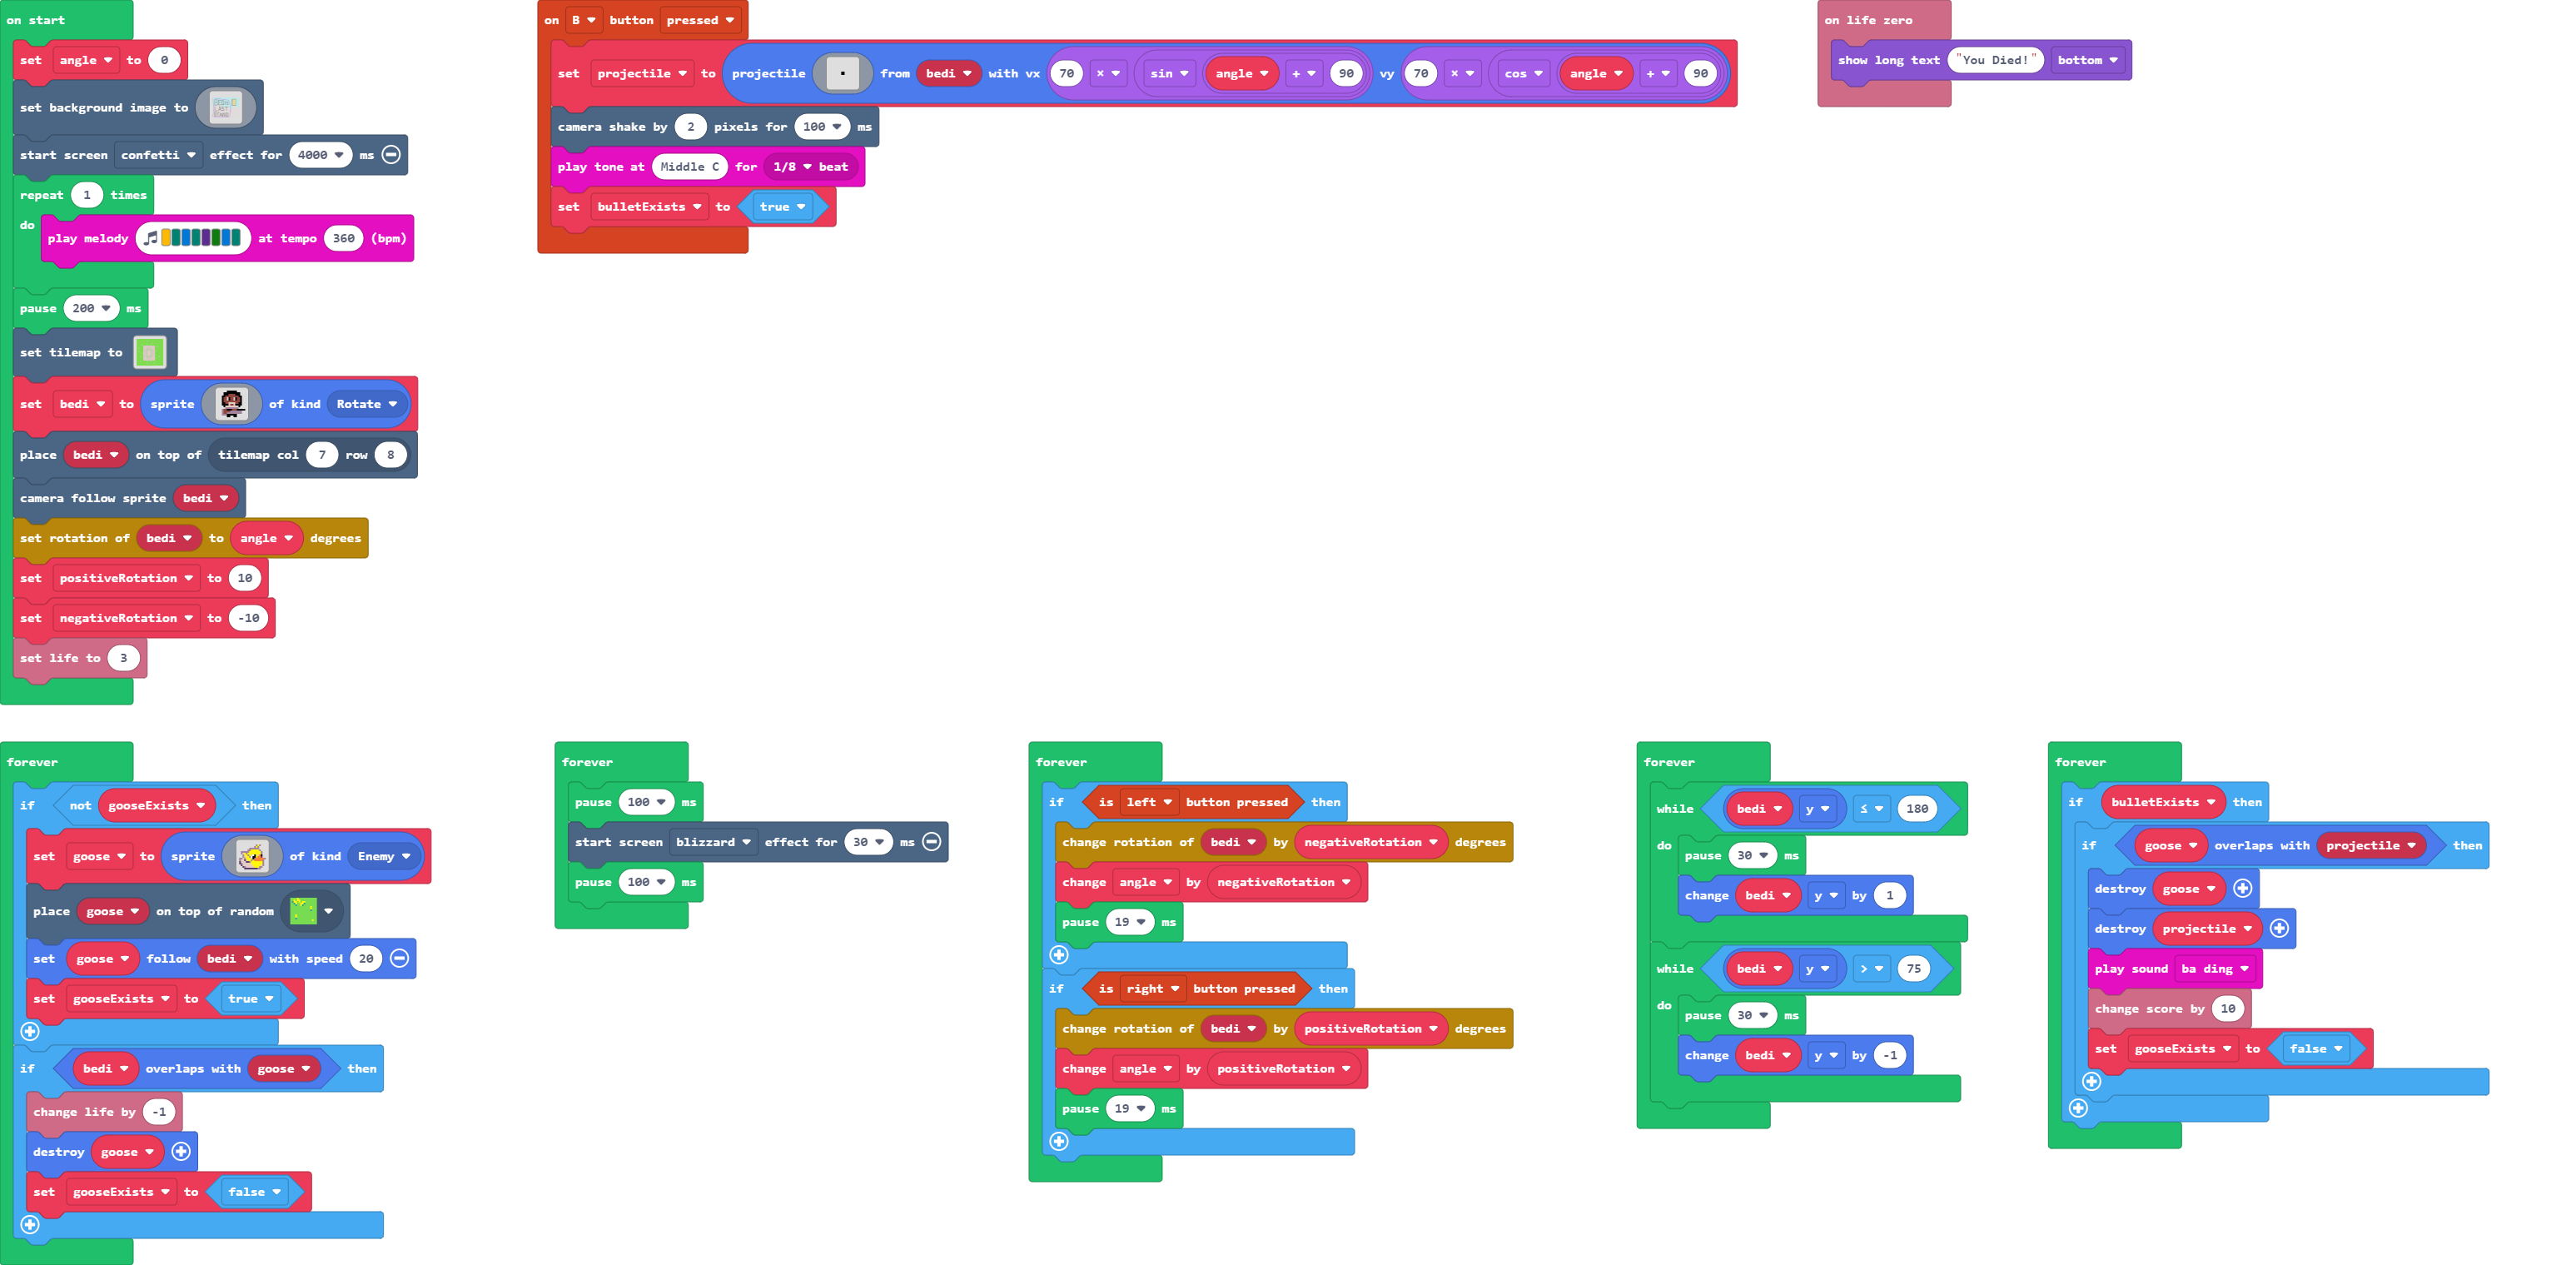 on start
set angle to 0
set background image to
start screen confetti effect for 4000 ms
repeat 1 times
do
play melody at tempo 360 (bpm)
pause 200 ms
set tilemap to
set bedi to sprite of kind Rotate
place bedi on top of tilemap col 7 row 8
camera follow sprite bedi
set rotation of bedi to angle degrees
set positiveRotation to 10
set negativeRotation to -10
set life to 3
on B button pressed
set projectile to projectile from bedi with vx 70 × sin angle + 90 vy 70 × cos angle + 90
camera shake by 2 pixels for 100 ms
play tone at Middle C for 1/8 beat
set bulletExists to true
on life zero
show long text "You Died!" bottom
forever
if not gooseExists then
set goose to sprite of kind Enemy
place goose on top of random
set goose follow bedi with speed 20
set gooseExists to true
if bedi overlaps with goose then
change life by -1
destroy goose
set gooseExists to false
forever
pause 100 ms
start screen blizzard effect for 30 ms
pause 100 ms
forever
if is left button pressed then
change rotation of bedi by negativeRotation degrees
change angle by negativeRotation
pause 19 ms
if is right button pressed then
change rotation of bedi by positiveRotation degrees
change angle by positiveRotation
pause 19 ms
forever
while bedi y ≤ 180
do
pause 30 ms
change bedi y by 1
while bedi y > 75
do
pause 30 ms
change bedi y by -1
forever
if bulletExists then
if goose overlaps with projectile then
destroy goose
destroy projectile
play sound ba ding
change score by 10
set gooseExists to false